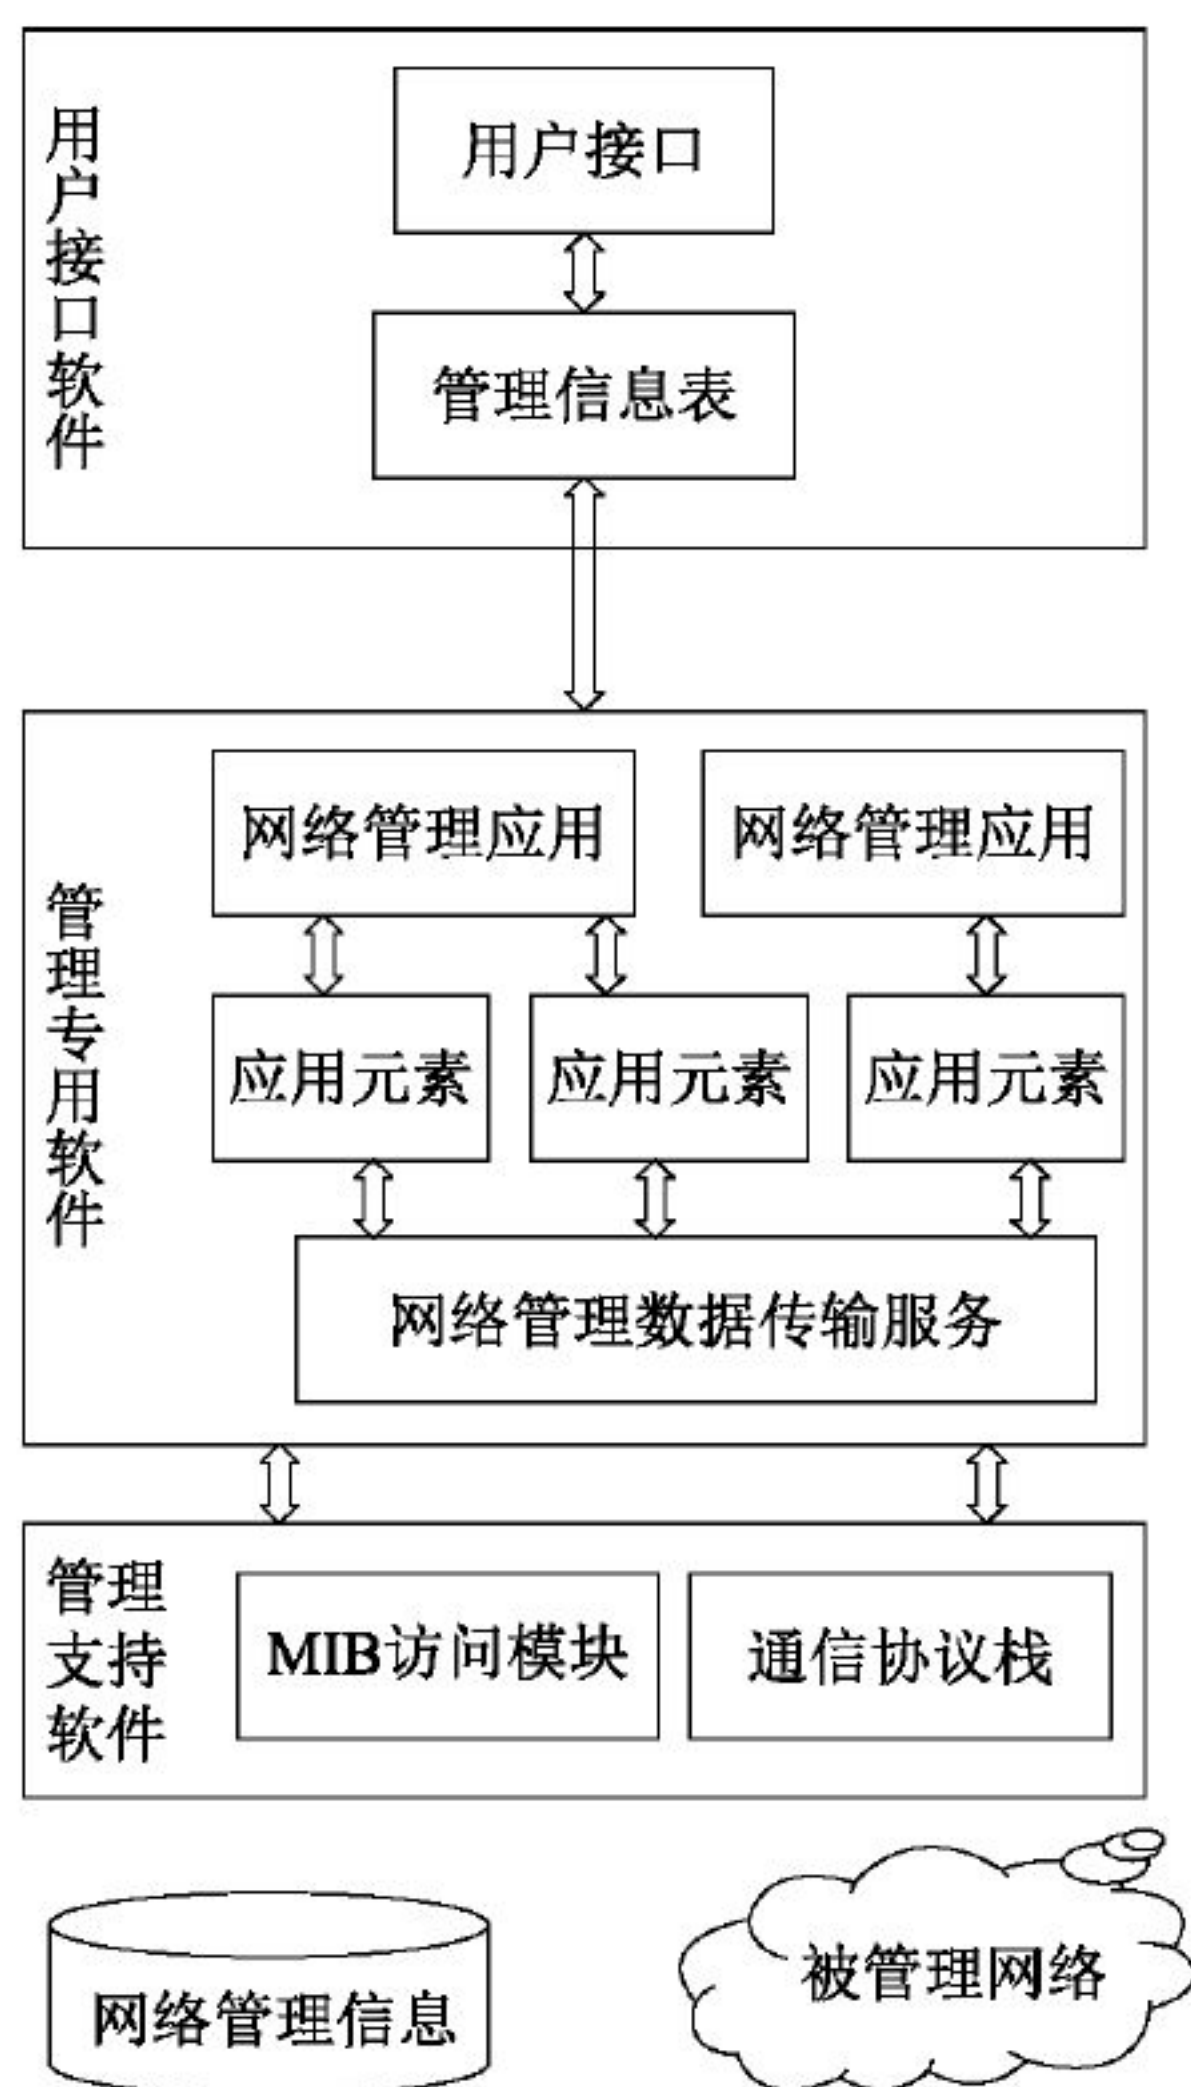 用户接口软件
用户接口
管理信息表
管理专用软件
网络管理应用
网络管理应用
应用元素
应用元素
应用元素
网络管理数据传输服务
管理
支持
软件
MIB访问模块
通信协议栈
网络管理信息
被管理网络